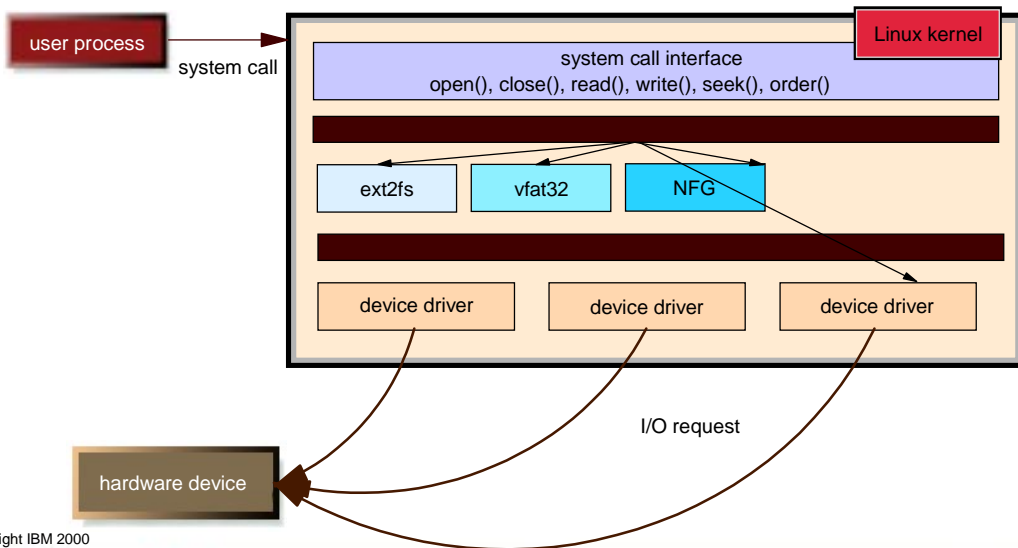 user process
system call
Linux kernel
system call interface
open(), close(), read(), write(), seek(), order()
ext2fs
vfat32
NFG
device driver
device driver
device driver
I/O request
hardware device
ight IBM 2000